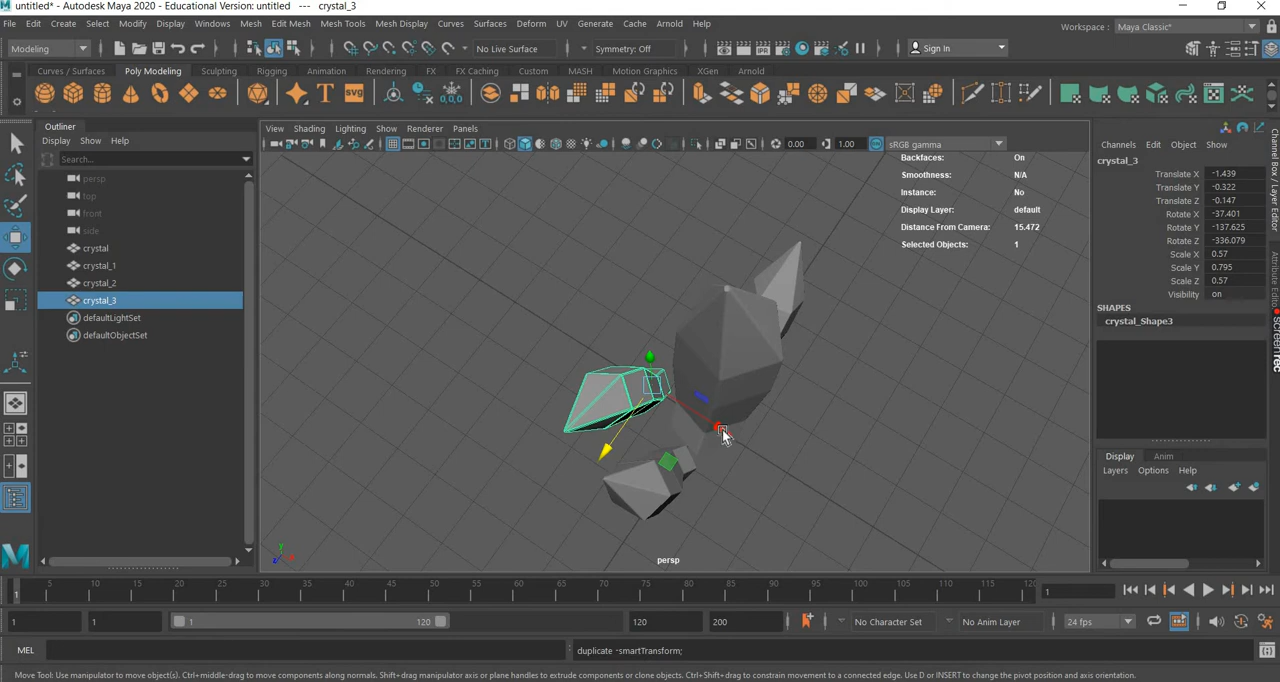 untitled* - Autodesk Maya 2020 - Educational Version: untitled --- crystal_3
File Edit Create Select Modify Display Windows Mesh Edit Mesh Mesh Tools Mesh Display Curves Surfaces Deform UV Generate Cache Arnold Help
Workspace : Maya Classic*
Modeling
No Live Surface
Symmetry: Off
Sign In
Curves / Surfaces Poly Modeling Sculpting Rigging Animation Rendering FX FX Caching Custom MASH Motion Graphics XGen Arnold
SVG
Outliner
Display Show Help
Search...
persp
top
front
side
crystal
crystal_1
crystal_2
crystal_3
defaultLightSet
defaultObjectSet
View Shading Lighting Show Renderer Panels
0.00
1.00
sRGB gamma
Backfaces: On
Smoothness: N/A
Instance: No
Display Layer: default
Distance From Camera: 15.472
Selected Objects: 1
persp
Channels Edit Object Show
crystal_3
Translate X -1.439
Translate Y -0.322
Translate Z -0.147
Rotate X -37.401
Rotate Y -137.625
Rotate Z -336.079
Scale X 0.57
Scale Y 0.795
Scale Z 0.57
Visibility on
SHAPES
crystal_Shape3
Display Anim
Layers Options Help
Channel Box / Layer Editor
Attribute Editor
5 10 15 20 25 30 35 40 45 50 55 60 65 70 75 80 85 90 95 100 105 110 115 120
1
1
1 1 1 120 120 200
No Character Set
No Anim Layer
24 fps
MEL
duplicate -smartTransform;
Move Tool: Use manipulator to move object(s). Ctrl+middle-drag to move components along normals. Shift+drag manipulator axis or plane handles to extrude components or clone objects. Ctrl+Shift+drag to constrain movement to a connected edge. Use D or INSERT to change the pivot position and axis orientation.